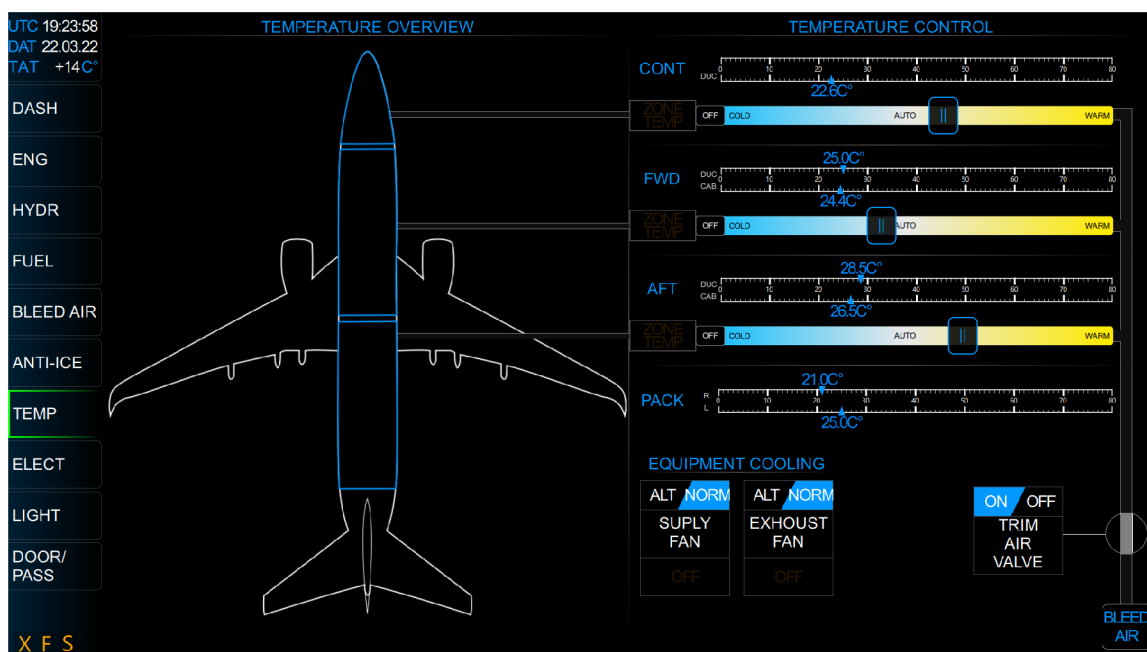 UTC 19:23:58
DAT 22.03.22
TAT +14C°
DASH
ENG
HYDR
FUEL
BLEED AIR
ANTI-ICE
TEMP
ELECT
LIGHT
DOOR/
PASS
X F S
TEMPERATURE OVERVIEW
TEMPERATURE CONTROL
CONT
DUC
0 10 20 30 40 50 60 70 80
22.6C°
ZONE
TEMP
OFF COLD AUTO WARM
25.0C°
FWD
DUC
CAB
0 10 20 30 40 50 60 70 80
24.4C°
ZONE
TEMP
OFF COLD AUTO WARM
28.5C°
AFT
DUC
CAB
0 10 20 30 40 50 60 70 80
26.5C°
ZONE
TEMP
OFF COLD AUTO WARM
21.0C°
PACK
R
L
0 10 20 30 40 50 60 70 80
25.0C°
EQUIPMENT COOLING
ALT NORM
SUPLY
FAN
OFF
ALT NORM
EXHOUST
FAN
OFF
ON OFF
TRIM
AIR
VALVE
BLEED
AIR